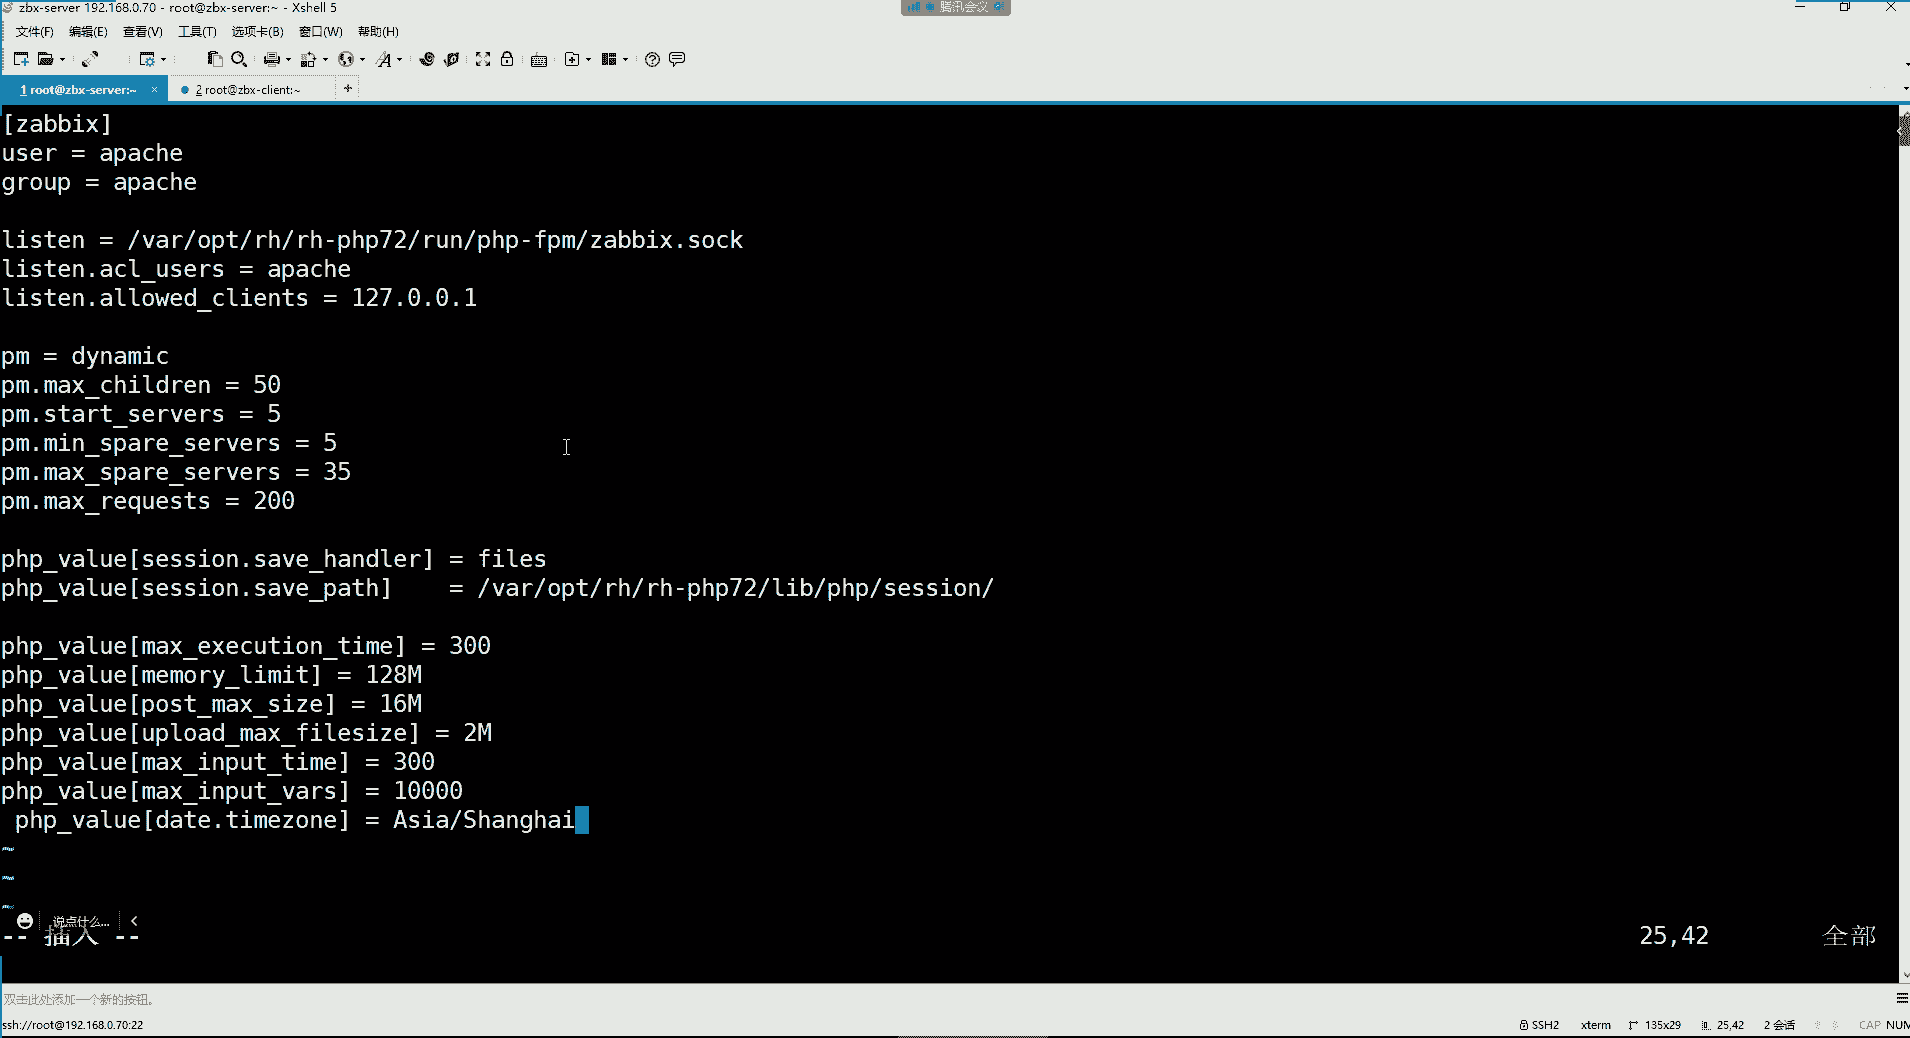 zbx-server 192.168.0.70 - root@zbx-server:~ - Xshell 5
腾讯会议
文件(F) 编辑(E) 查看(V) 工具(T) 选项卡(B) 窗口(W) 帮助(H)
1 root@zbx-server:~ × 2 root@zbx-client:~ +
[zabbix]
user = apache
group = apache
listen = /var/opt/rh/rh-php72/run/php-fpm/zabbix.sock
listen.acl_users = apache
listen.allowed_clients = 127.0.0.1
pm = dynamic
pm.max_children = 50
pm.start_servers = 5
pm.min_spare_servers = 5
pm.max_spare_servers = 35
pm.max_requests = 200
php_value[session.save_handler] = files
php_value[session.save_path]    = /var/opt/rh/rh-php72/lib/php/session/
php_value[max_execution_time] = 300
php_value[memory_limit] = 128M
php_value[post_max_size] = 16M
php_value[upload_max_filesize] = 2M
php_value[max_input_time] = 300
php_value[max_input_vars] = 10000
 php_value[date.timezone] = Asia/Shanghai
~
~
~
说点什么...
-- 插入 -- 25,42 全部
双击此处添加一个新的按钮。
ssh://root@192.168.0.70:22 SSH2 xterm 135x29 25,42 2 会话 CAP NUM